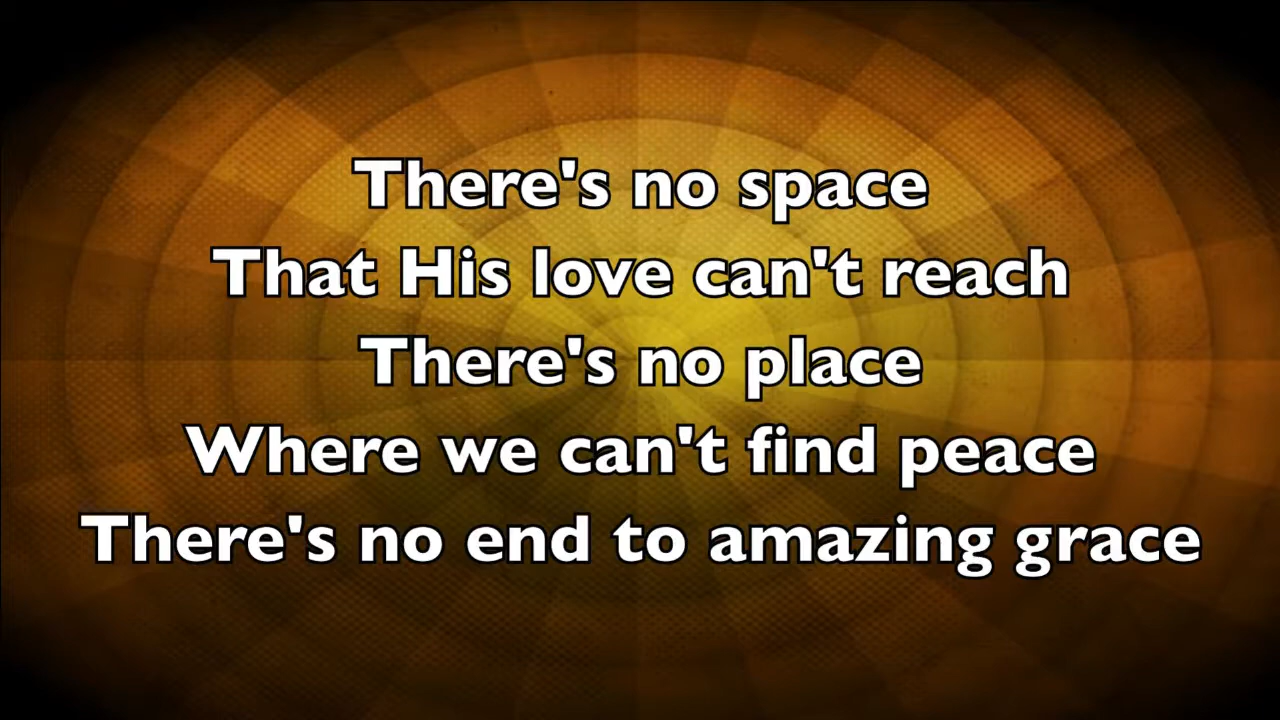 There's no space
That His love can't reach
There's no place
Where we can't find peace
There's no end to amazing grace